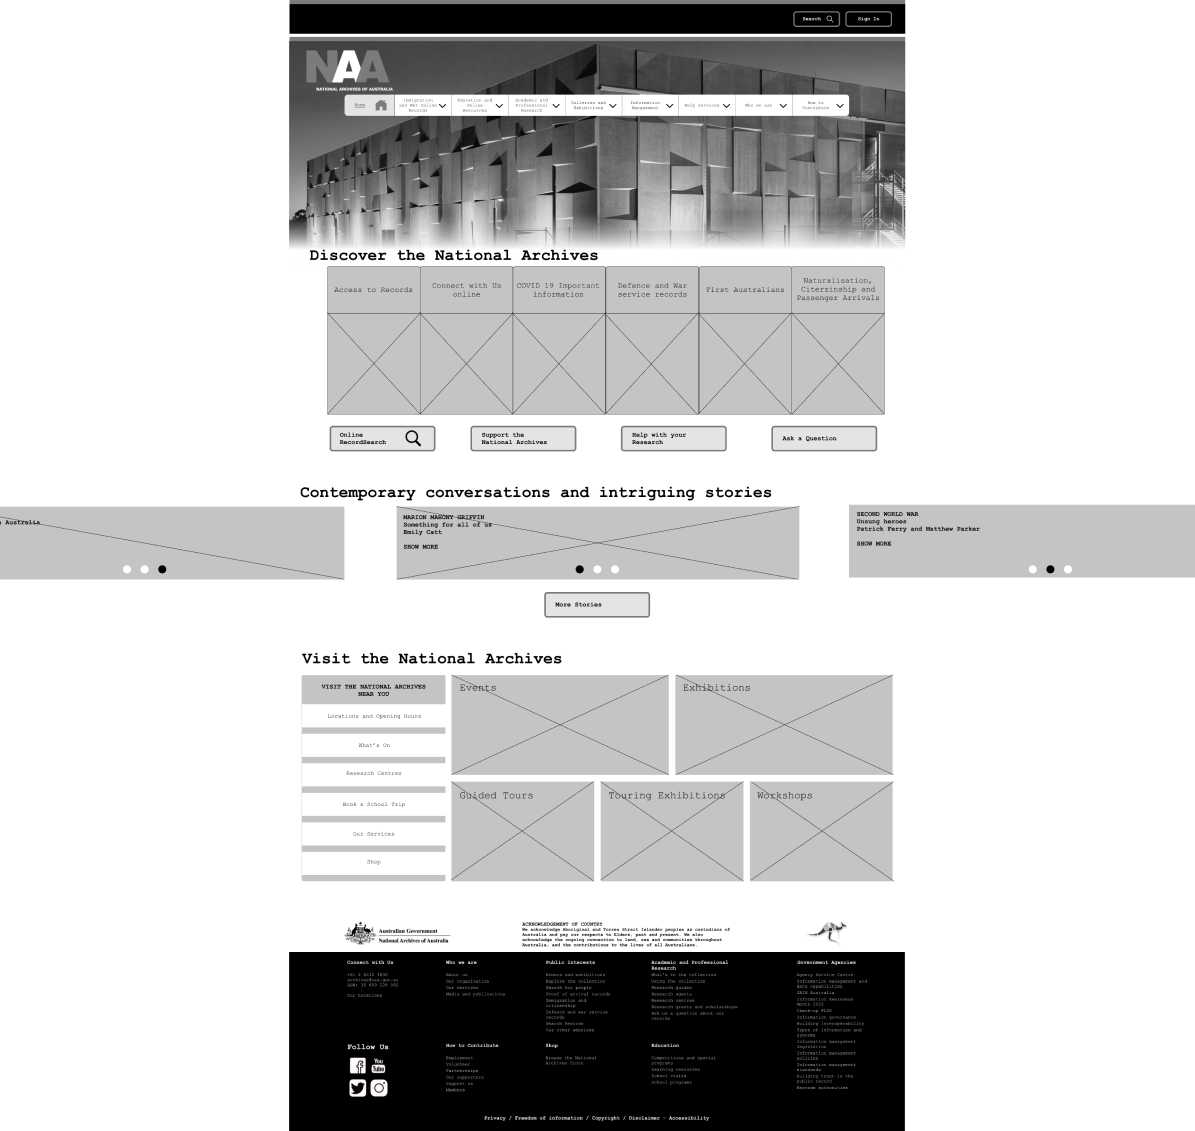 Search
Sign In
NAA
NATIONAL ARCHIVES OF AUSTRALIA
Home
Immigration
and War Online
Records
Education and
Online
Resources
Academic and
Professional
Research
Galleries and
Exhibitions
Information
Management
Help Services
Who we are
How to
Contribute
Discover the National Archives
Access to Records
Connect with Us
online
COVID 19 Important
information
Defence and War
service records
First Australians
Naturalisation,
Citerzinship and
Passenger Arrivals
Online
RecordSearch
Support the
National Archives
Help with your
Research
Ask a Question
Contemporary conversations and intriguing stories
Australia
MARION MAHONY GRIFFIN
Something for all of us
Emily Catt
SHOW MORE
SECOND WORLD WAR
Unsung heroes
Patrick Ferry and Matthew Parker
SHOW MORE
More Stories
Visit the National Archives
VISIT THE NATIONAL ARCHIVES
NEAR YOU
Locations and Opening Hours
What's On
Research Centres
Book a School Trip
Our Services
Shop
Events
Exhibitions
Guided Tours
Touring Exhibitions
Workshops
Australian Government
National Archives of Australia
ACKNOWLEDGEMENT OF COUNTRY
We acknowledge Aboriginal and Torres Strait Islander peoples as custodians of
Australia and pay our respects to Elders, past and present. We also
acknowledge the ongoing connection to land, sea and communities throughout
Australia, and the contributions to the lives of all Australians.
Connect with Us
Our Locations
Who we are
About us
Our organisation
Our services
Media and publications
Public Interests
Events and exhibitions
Explore the collection
Search for people
Proof of arrival records
Immigration and
citizenship
Defence and war service
records
Search Records
Our other websites
Academic and Professional
Research
What's in the collection
Using the collection
Research guides
Research agents
Research centres
Research grants and scholarships
Ask us a question about our
records
Government Agencies
Agency Service Centre
Information management and
data capabilities
Information Awareness
Month 2022
Check-up PLUS
Information governance
Building interoperability
Types of information and
systems
Information management
legislation
Information management
policies
Information management
standards
Building trust in the
public record
Records authorities
Follow Us
You
Tube
How to Contribute
Employment
Volunteer
Partnerships
Our supporters
Support us
Members
Shop
Browse the National
Archives Store
Education
Competitions and special
programs
Learning resources
School visits
School programs
Privacy / Freedom of information / Copyright / Disclaimer - Accessibility